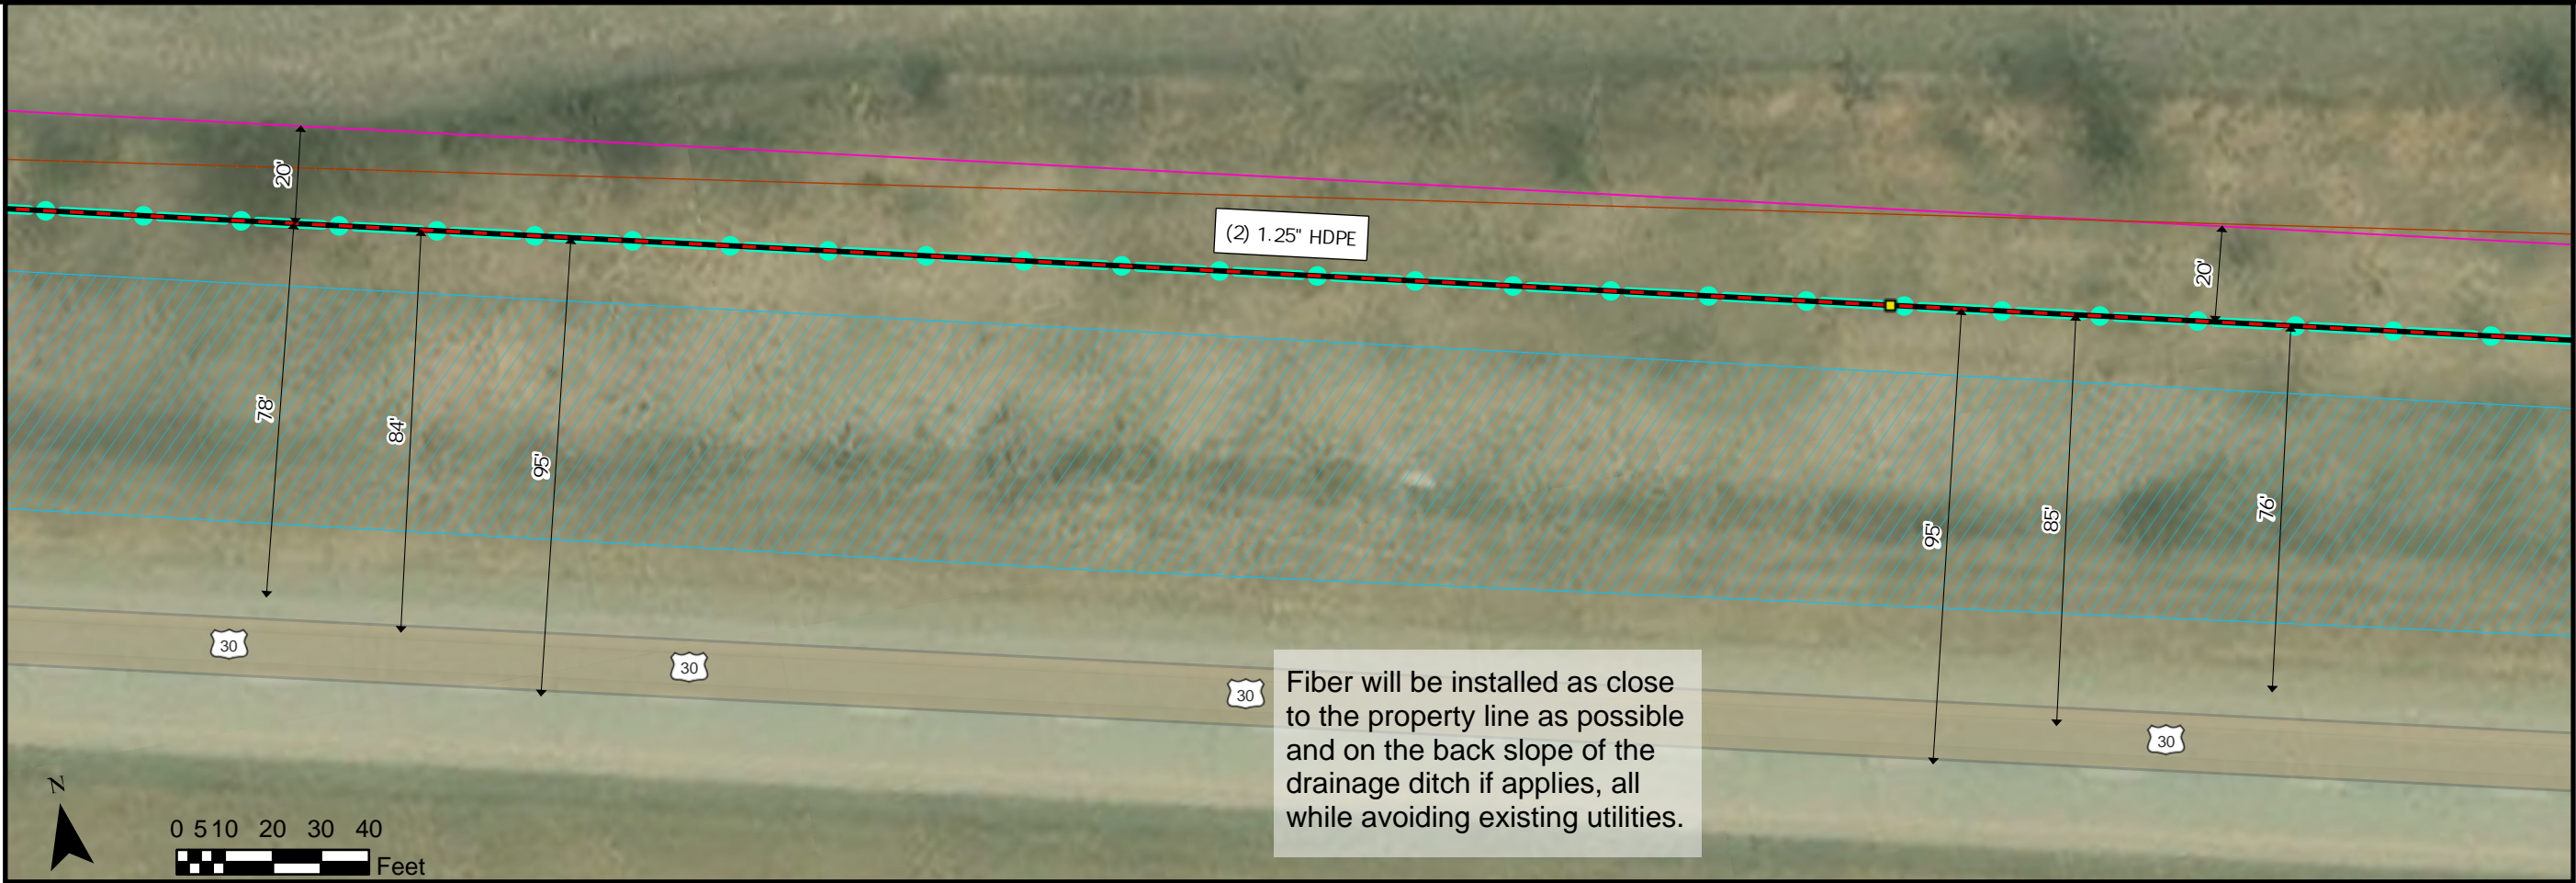 20'
(2) 1.25" HDPE
20'
78'
84'
95'
95'
85'
76'
30
30
30
30
Fiber will be installed as close
to the property line as possible
and on the back slope of the
drainage ditch if applies, all
while avoiding existing utilities.
N
0 5 10 20 30 40
Feet